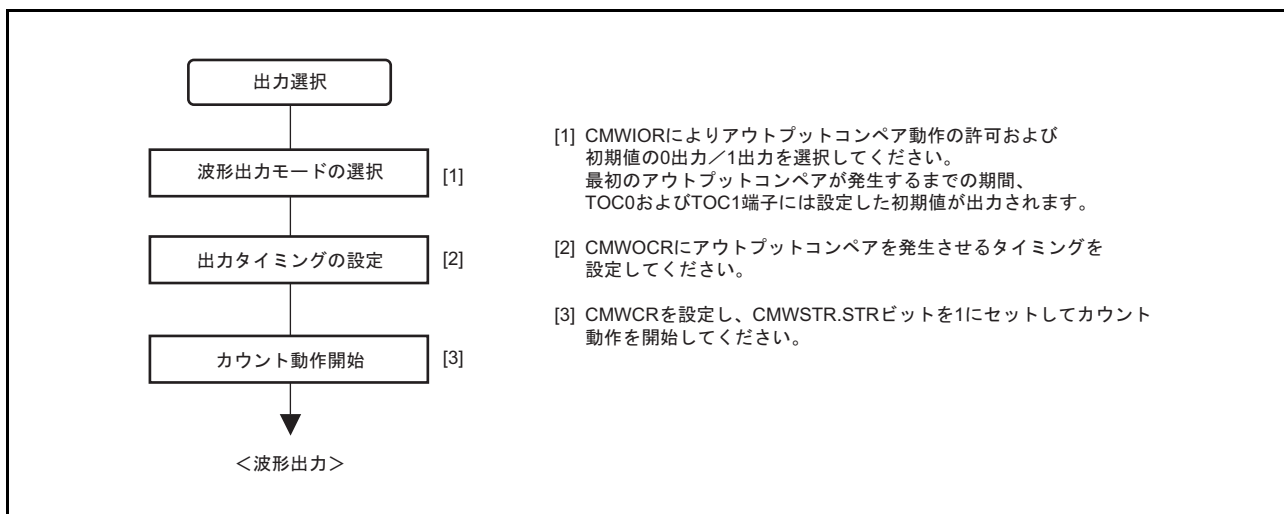 出力選択
波形出力モードの選択 [1]
出力タイミングの設定 [2]
カウント動作開始 [3]
＜波形出力＞
[1] CMWIORによりアウトプットコンペア動作の許可および
初期値の0出力／1出力を選択してください。
最初のアウトプットコンペアが発生するまでの期間、
TOC0およびTOC1端子には設定した初期値が出力されます。
[2] CMWOCRにアウトプットコンペアを発生させるタイミングを
設定してください。
[3] CMWCRを設定し、CMWSTR.STRビットを1にセットしてカウント
動作を開始してください。